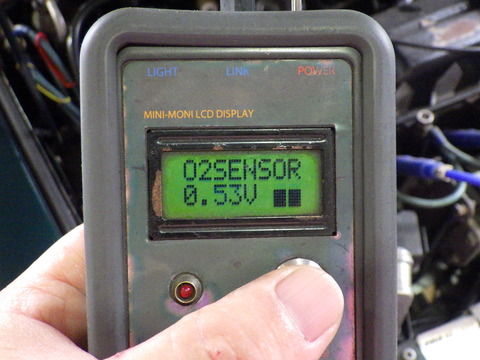 LIGHT LINK POWER
MINI-MONI LCD DISPLAY
O2SENSOR
0.53V